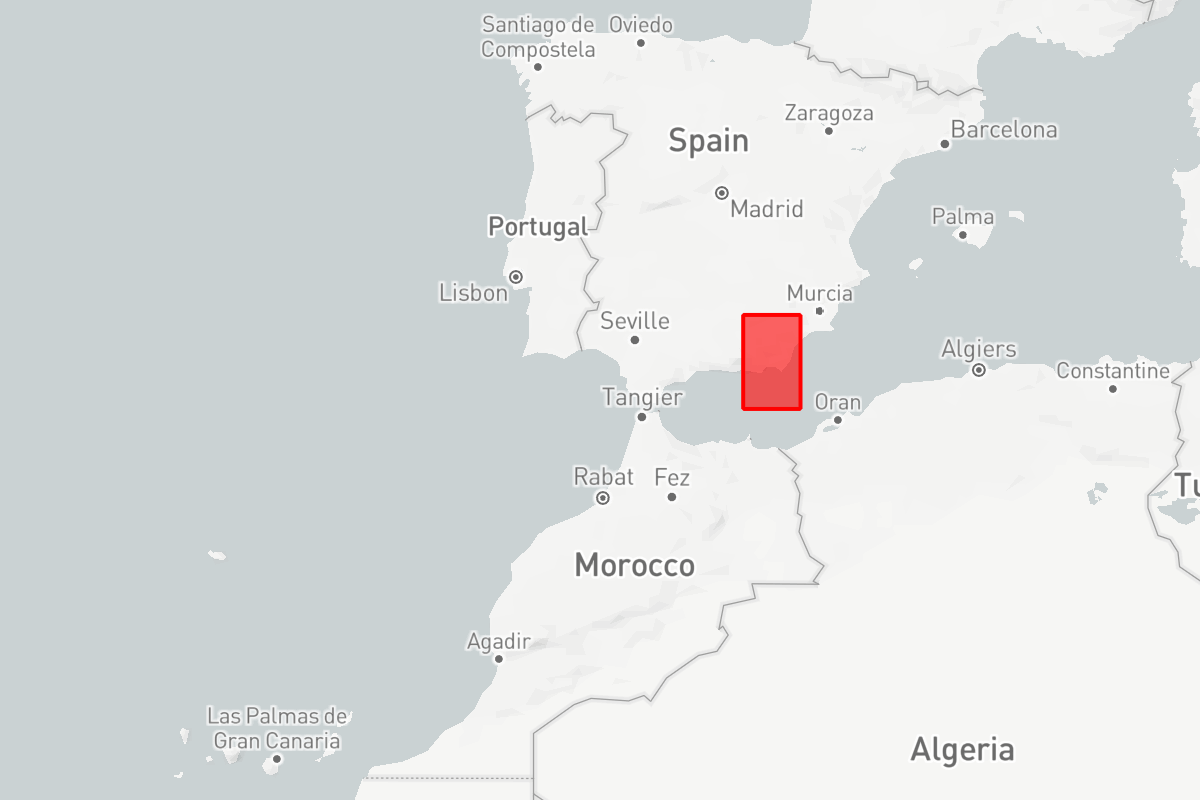 Santiago de
Compostela
Oviedo
Zaragoza
Barcelona
Spain
Madrid
Palma
Portugal
Lisbon
Murcia
Seville
Algiers
Constantine
Tangier
Oran
Rabat
Fez
Tu
Morocco
Agadir
Las Palmas de
Gran Canaria
Algeria